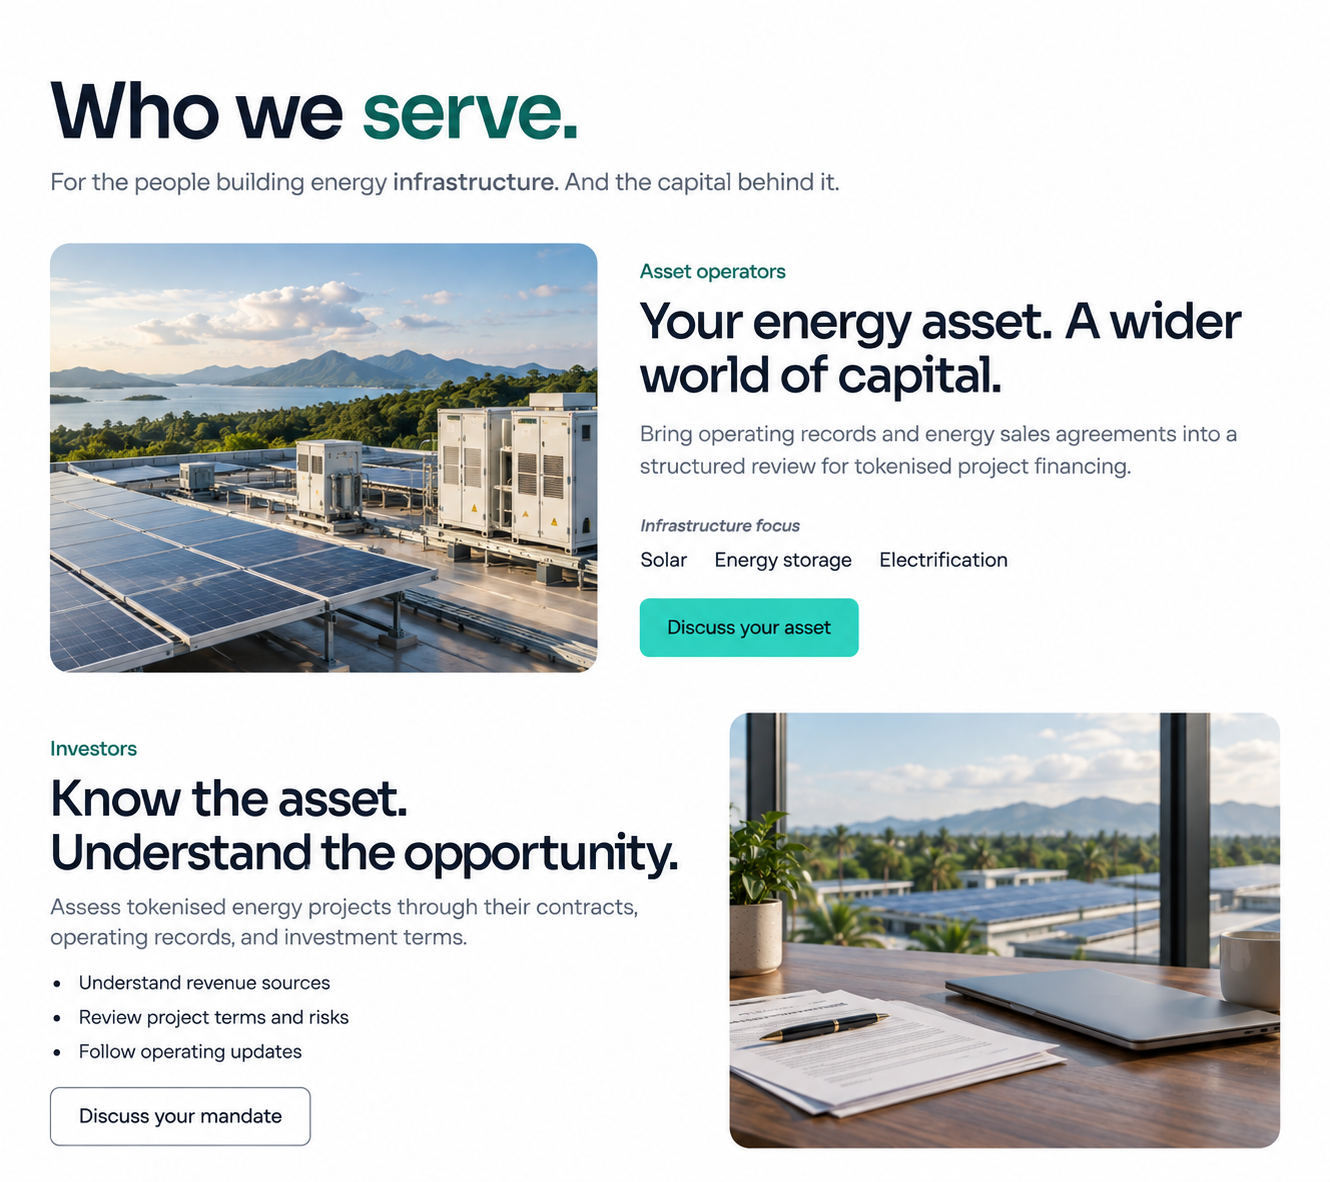 Who we serve.
For the people building energy infrastructure. And the capital behind it.
Asset operators
Your energy asset. A wider
world of capital.
Bring operating records and energy sales agreements into a
structured review for tokenised project financing.
Infrastructure focus
Solar Energy storage Electrification
Discuss your asset
Investors
Know the asset.
Understand the opportunity.
Assess tokenised energy projects through their contracts,
operating records, and investment terms.
• Understand revenue sources
• Review project terms and risks
• Follow operating updates
Discuss your mandate